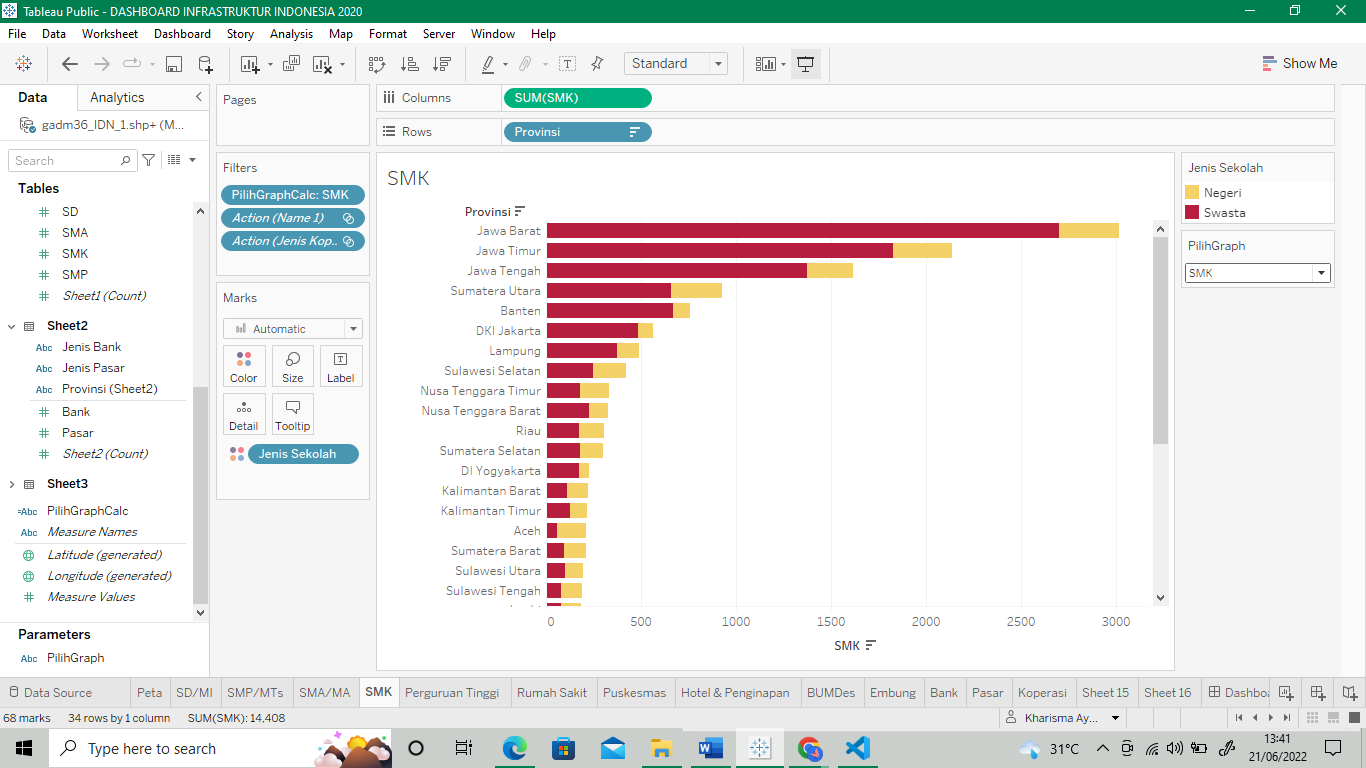 Tableau Public - DASHBOARD INFRASTRUKTUR INDONESIA 2020
File Data Worksheet Dashboard Story Analysis Map Format Server Window Help
Standard
Show Me
Data
Analytics
gadm36_IDN_1.shp+ (M...
Search
Tables
SD
SMA
SMK
SMP
Sheet1 (Count)
Sheet2
Abc Jenis Bank
Abc Jenis Pasar
Abc Provinsi (Sheet2)
Bank
Pasar
Sheet2 (Count)
Sheet3
=Abc PilihGraphCalc
Abc Measure Names
Latitude (generated)
Longitude (generated)
Measure Values
Parameters
Abc PilihGraph
Pages
Filters
PilihGraphCalc: SMK
Action (Name 1)
Action (Jenis Kop..
Marks
Automatic
Color Size Label
Detail Tooltip
Jenis Sekolah
Columns SUM(SMK)
Rows Provinsi
SMK
Provinsi
Jawa Barat
Jawa Timur
Jawa Tengah
Sumatera Utara
Banten
DKI Jakarta
Lampung
Sulawesi Selatan
Nusa Tenggara Timur
Nusa Tenggara Barat
Riau
Sumatera Selatan
DI Yogyakarta
Kalimantan Barat
Kalimantan Timur
Aceh
Sumatera Barat
Sulawesi Utara
Sulawesi Tengah
0 500 1000 1500 2000 2500 3000
SMK
Jenis Sekolah
Negeri
Swasta
PilihGraph
SMK
Data Source Peta SD/MI SMP/MTs SMA/MA SMK Perguruan Tinggi Rumah Sakit Puskesmas Hotel & Penginapan BUMDes Embung Bank Pasar Koperasi Sheet 15 Sheet 16 Dashboa
68 marks 34 rows by 1 column SUM(SMK): 14,408
Kharisma Ay...
Type here to search
31°C
13:41
21/06/2022